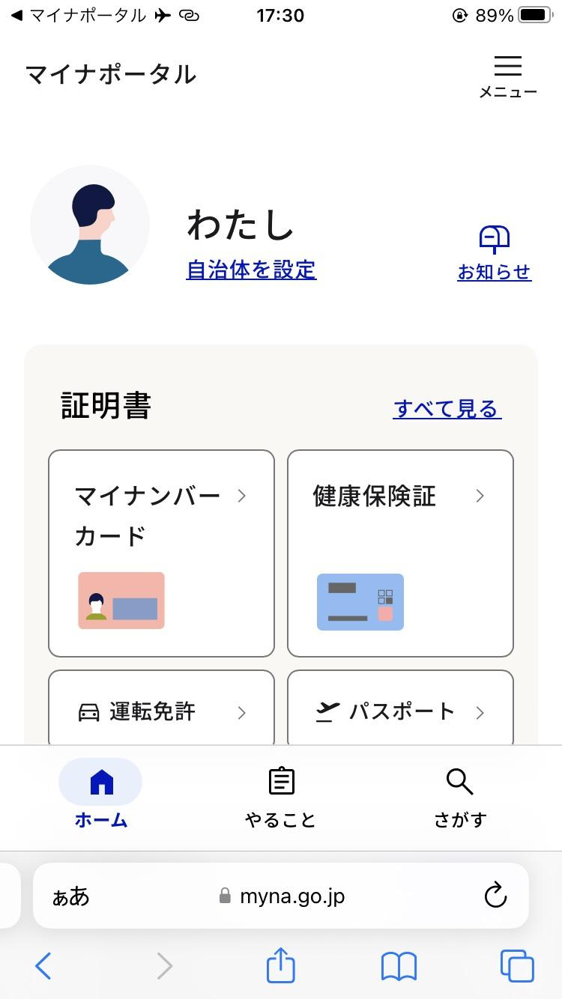 マイナポータル 17:30 89%
マイナポータル
メニュー
わたし
自治体を設定
お知らせ
証明書
すべて見る
マイナンバー
カード
健康保険証
運転免許
パスポート
ホーム
やること
さがす
ぁあ
myna.go.jp